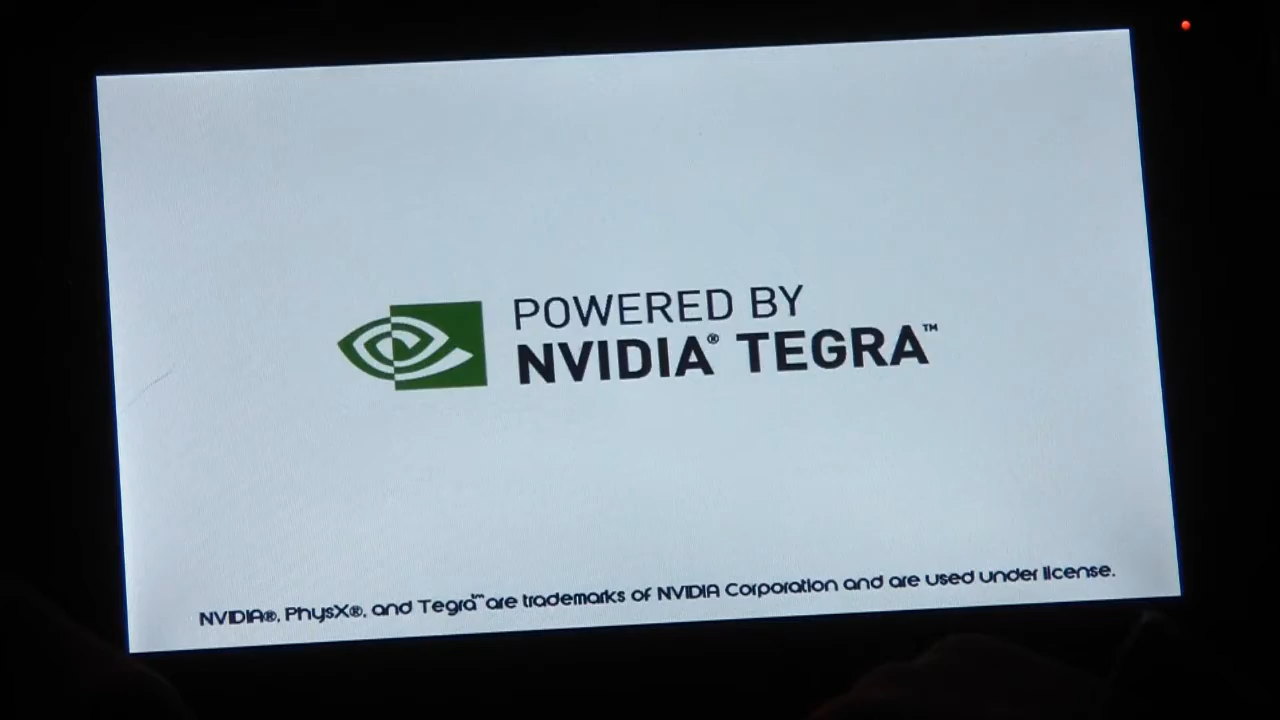 POWERED BY
NVIDIA® TEGRA™
NVIDIA®, PhysX®, and Tegra™ are trademarks of NVIDIA Corporation and are used under license.